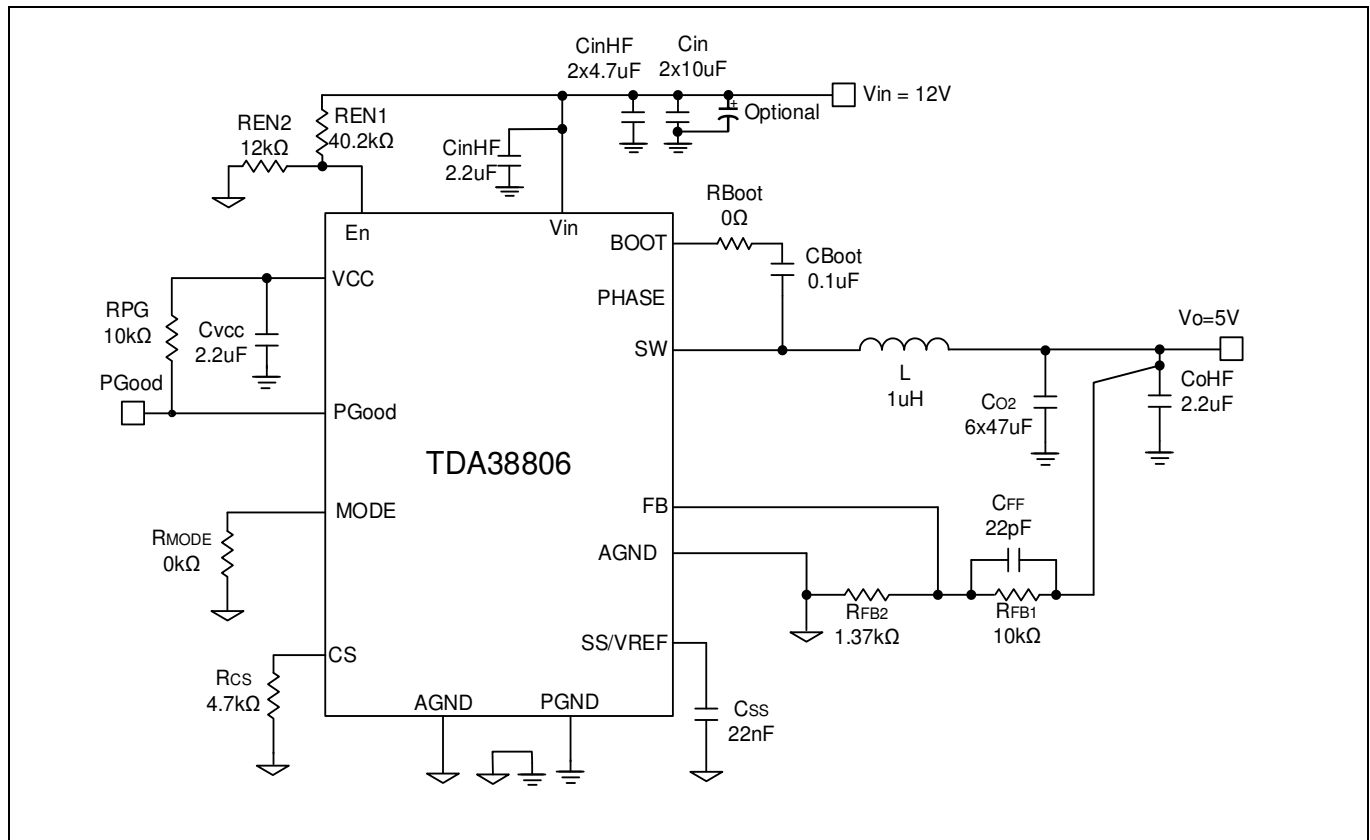 CinHF
2x4.7uF
Cin
2x10uF
+
Optional
Vin = 12V
REN1
40.2kΩ
REN2
12kΩ
CinHF
2.2uF
En
Vin
BOOT
RBoot
0Ω
CBoot
0.1uF
VCC
PHASE
RPG
10kΩ
Cvcc
2.2uF
SW
L
1uH
Vo=5V
CO2
6x47uF
CoHF
2.2uF
PGood
PGood
TDA38806
MODE
RMODE
0kΩ
FB
AGND
CFF
22pF
RFB2
1.37kΩ
RFB1
10kΩ
SS/VREF
CS
RCS
4.7kΩ
AGND
PGND
CSS
22nF